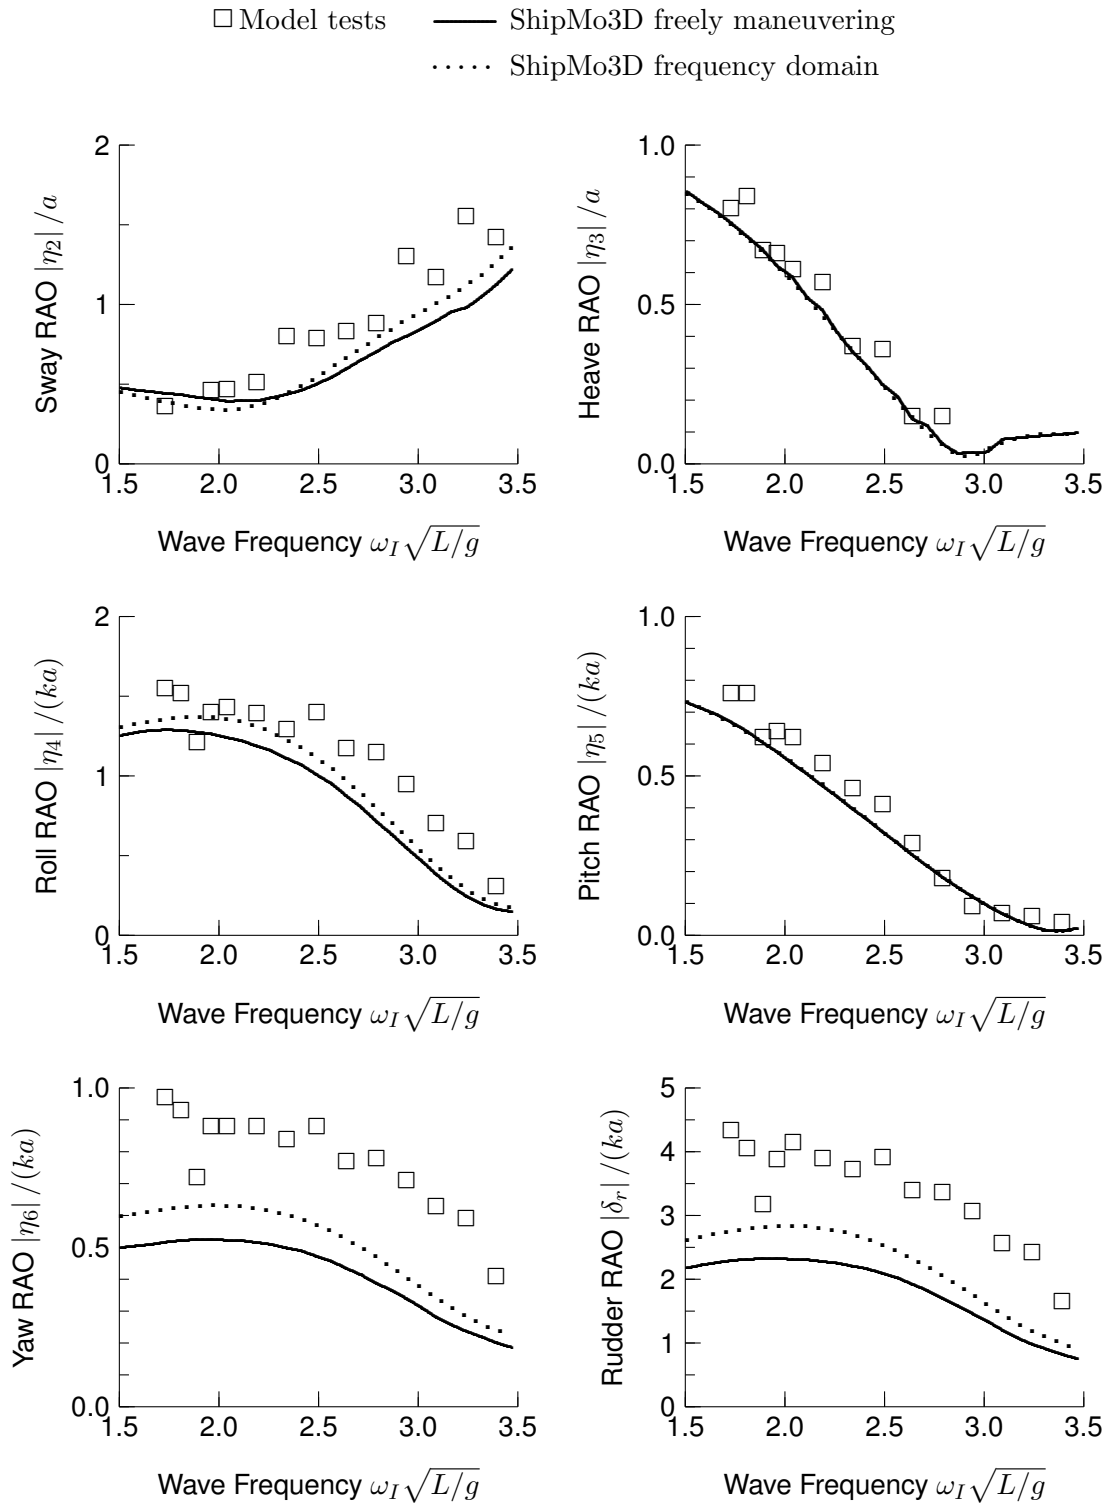 □ Model tests —— ShipMo3D freely maneuvering
······ ShipMo3D frequency domain
Sway RAO |η₂| /a
2
1
0
1.5 2.0 2.5 3.0 3.5
Wave Frequency ω_I√(L/g)
Heave RAO |η₃| /a
1.0
0.5
0.0
1.5 2.0 2.5 3.0 3.5
Wave Frequency ω_I√(L/g)
Roll RAO |η₄| /(ka)
2
1
0
1.5 2.0 2.5 3.0 3.5
Wave Frequency ω_I√(L/g)
Pitch RAO |η₅| /(ka)
1.0
0.5
0.0
1.5 2.0 2.5 3.0 3.5
Wave Frequency ω_I√(L/g)
Yaw RAO |η₆| /(ka)
1.0
0.5
0.0
1.5 2.0 2.5 3.0 3.5
Wave Frequency ω_I√(L/g)
Rudder RAO |δᵣ| /(ka)
5
4
3
2
1
0
1.5 2.0 2.5 3.0 3.5
Wave Frequency ω_I√(L/g)